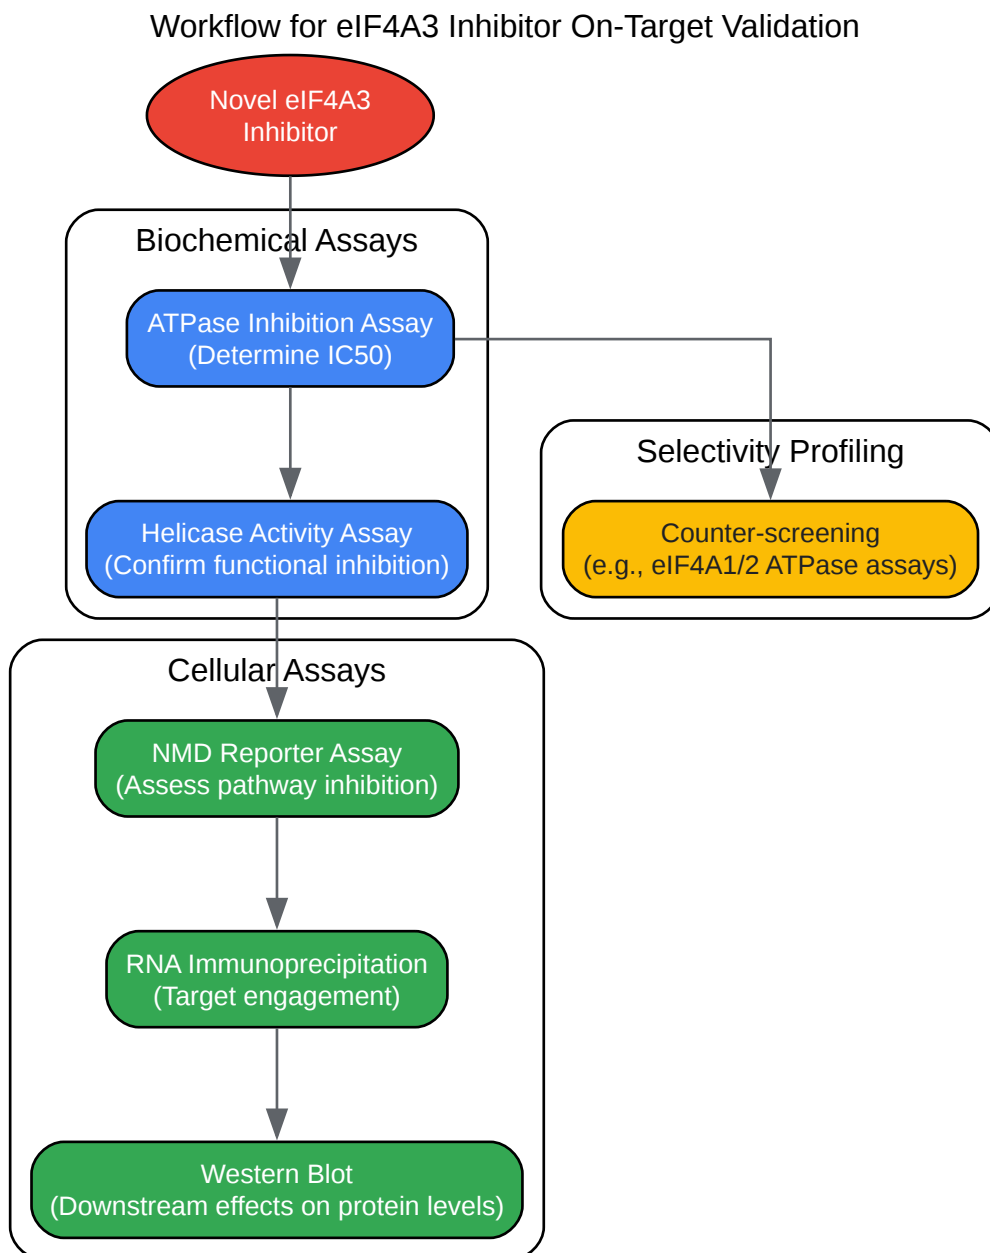 Workflow for eIF4A3 Inhibitor On-Target Validation
Novel eIF4A3
Inhibitor
Biochemical Assays
ATPase Inhibition Assay
(Determine IC50)
Selectivity Profiling
Helicase Activity Assay
(Confirm functional inhibition)
Counter-screening
(e.g., eIF4A1/2 ATPase assays)
Cellular Assays
NMD Reporter Assay
(Assess pathway inhibition)
RNA Immunoprecipitation
(Target engagement)
Western Blot
(Downstream effects on protein levels)